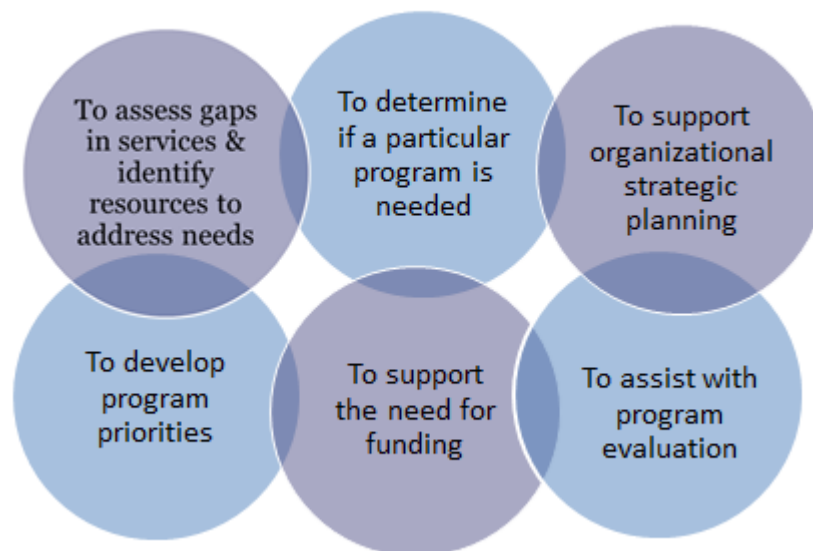 To assess gaps
in services &
identify
resources to
address needs
To determine
if a particular
program is
needed
To support
organizational
strategic
planning
To develop
program
priorities
To support
the need for
funding
To assist with
program
evaluation